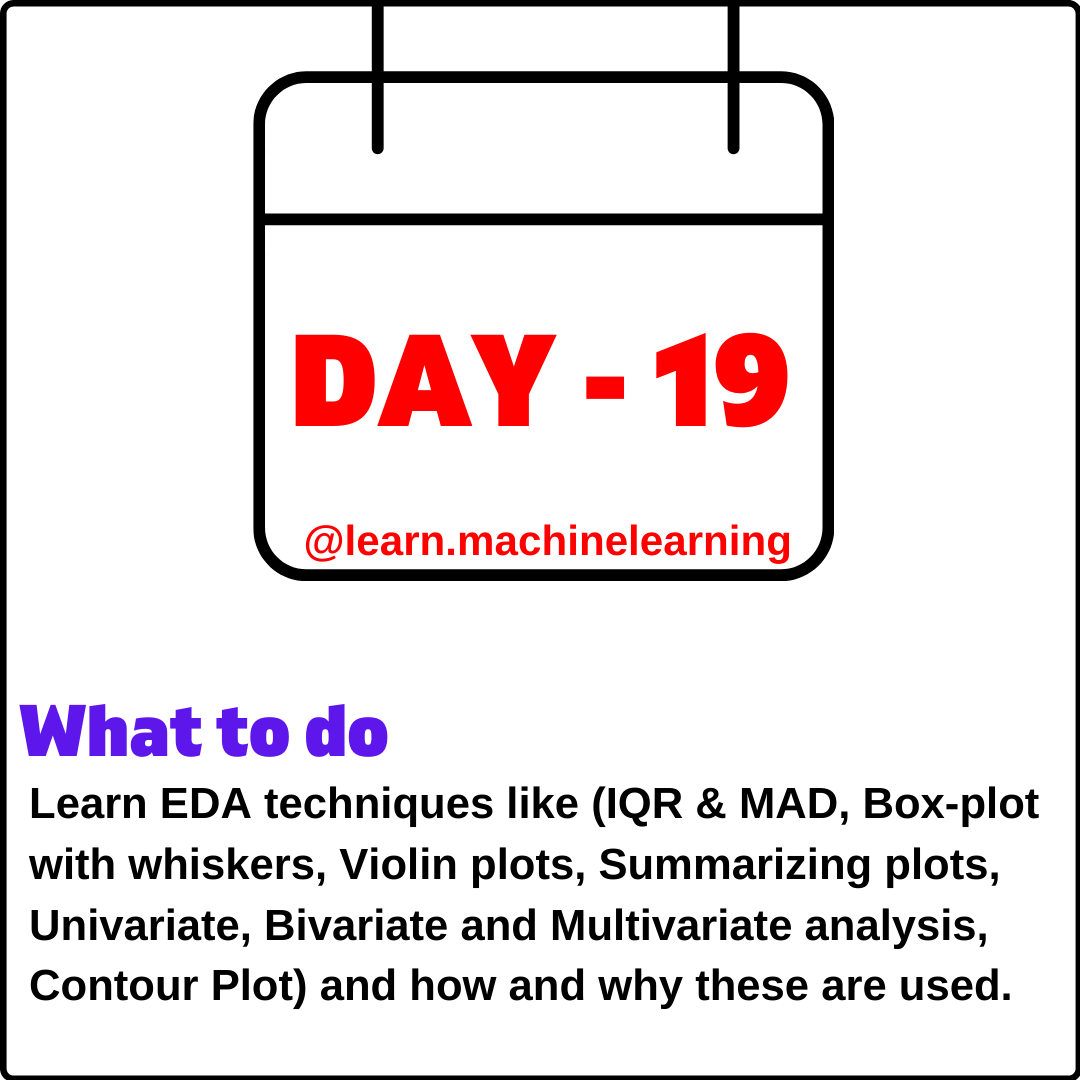 DAY - 19
@learn.machinelearning
What to do
Learn EDA techniques like (IQR & MAD, Box-plot
with whiskers, Violin plots, Summarizing plots,
Univariate, Bivariate and Multivariate analysis,
Contour Plot) and how and why these are used.